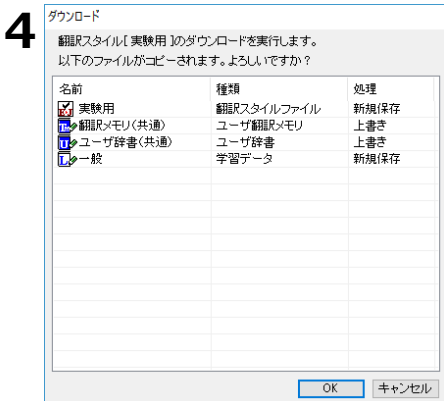 4
ダウンロード
翻訳スタイル[ 実験用 ]のダウンロードを実行します。
以下のファイルがコピーされます。よろしいですか？
名前 種類 処理
実験用 翻訳スタイルファイル 新規保存
翻訳メモリ(共通) ユーザ翻訳メモリ 上書き
ユーザ辞書(共通) ユーザ辞書 上書き
一般 学習データ 新規保存
OK キャンセル